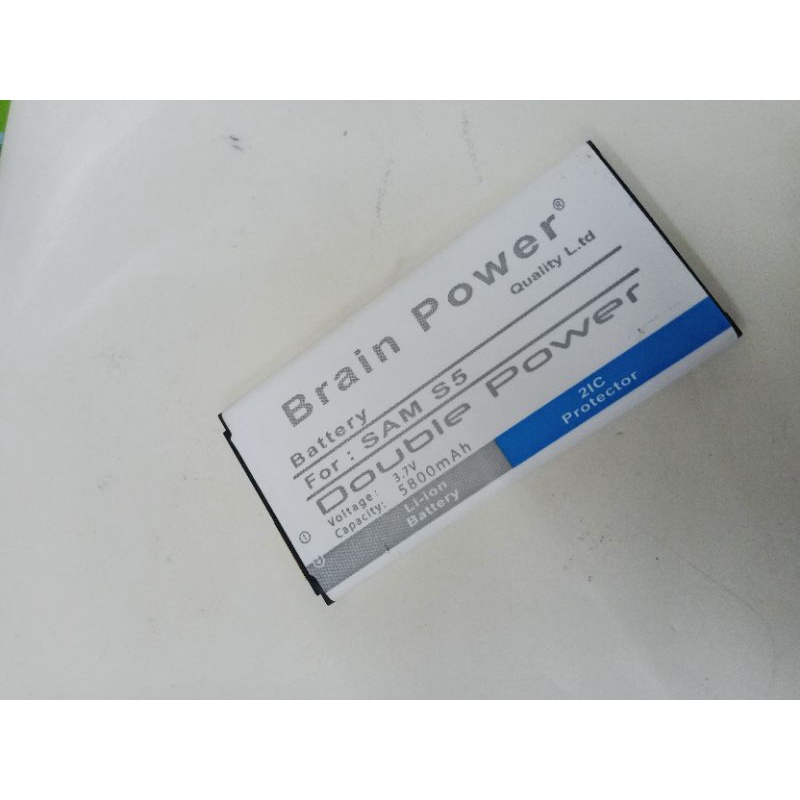 Brain Power®
Quality L.td
Battery
For : SAM S5
Double Power
Voltage: 3.7V
Capacity: 5800mAh
Li-ion
Battery
2IC
Protector